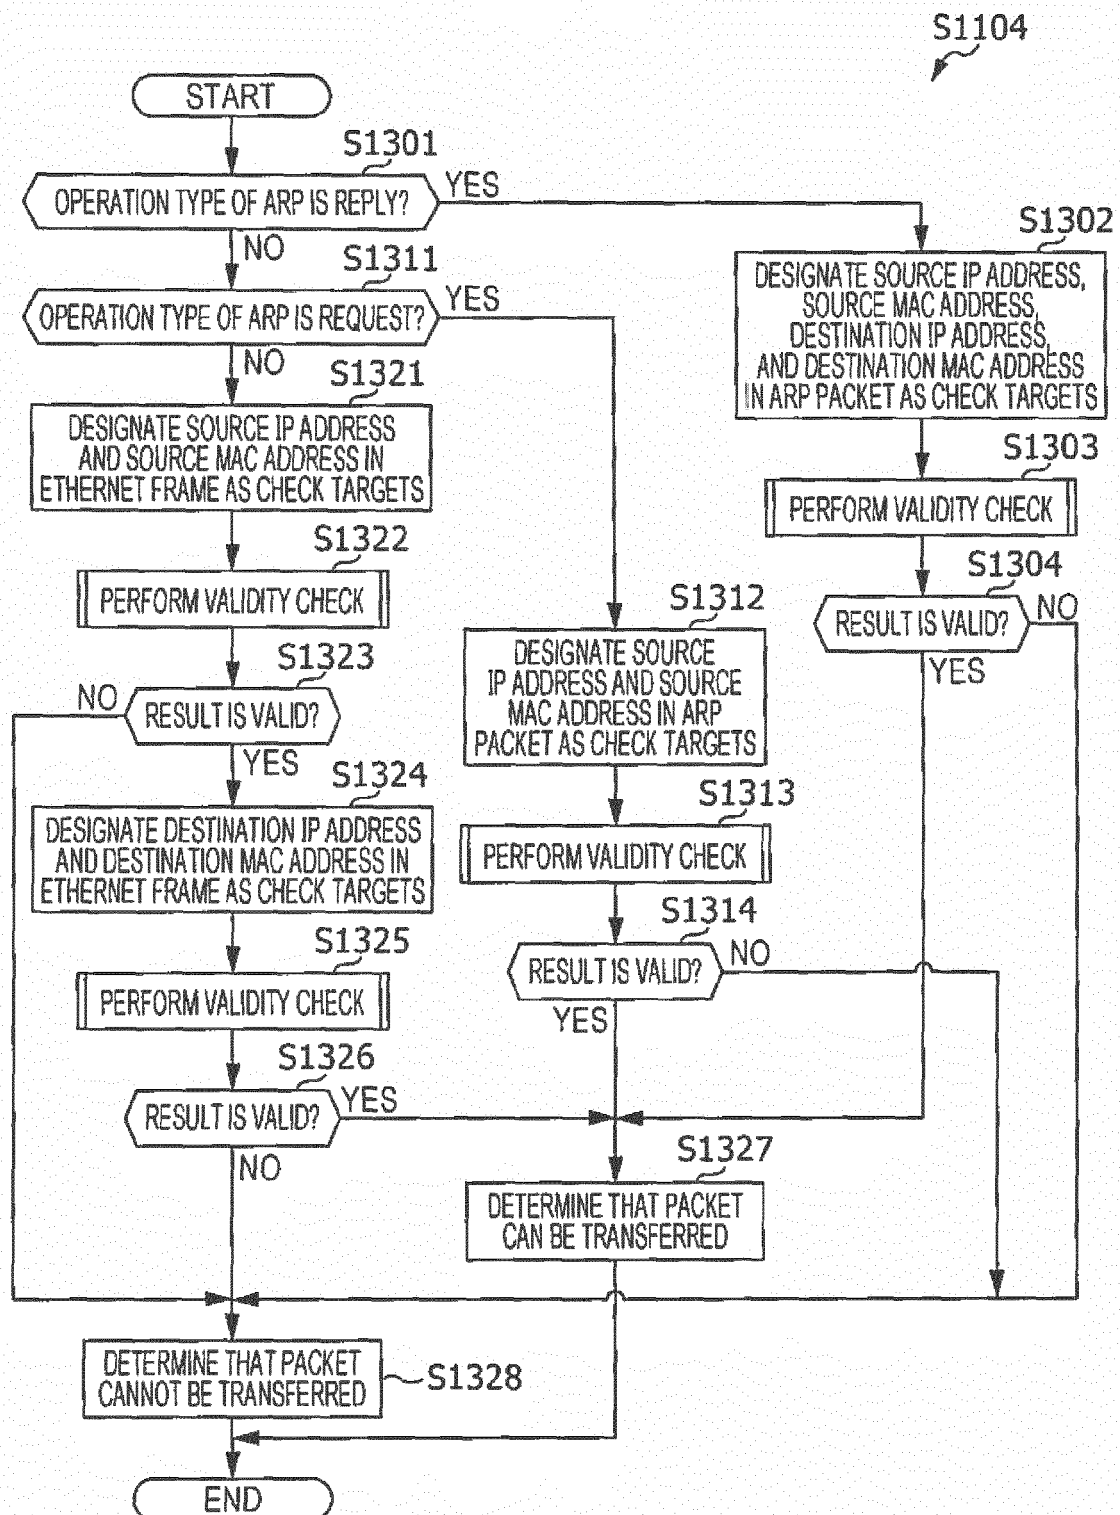 S1104
START
S1301
OPERATION TYPE OF ARP IS REPLY?
YES
NO
S1302
DESIGNATE SOURCE IP ADDRESS,
SOURCE MAC ADDRESS,
DESTINATION IP ADDRESS,
AND DESTINATION MAC ADDRESS
IN ARP PACKET AS CHECK TARGETS
S1303
PERFORM VALIDITY CHECK
S1304
RESULT IS VALID?
NO
YES
S1311
OPERATION TYPE OF ARP IS REQUEST?
YES
NO
S1312
DESIGNATE SOURCE
IP ADDRESS AND SOURCE
MAC ADDRESS IN ARP
PACKET AS CHECK TARGETS
S1313
PERFORM VALIDITY CHECK
S1314
RESULT IS VALID?
NO
YES
S1321
DESIGNATE SOURCE IP ADDRESS
AND SOURCE MAC ADDRESS IN
ETHERNET FRAME AS CHECK TARGETS
S1322
PERFORM VALIDITY CHECK
S1323
NO
RESULT IS VALID?
YES
S1324
DESIGNATE DESTINATION IP ADDRESS
AND DESTINATION MAC ADDRESS IN
ETHERNET FRAME AS CHECK TARGETS
S1325
PERFORM VALIDITY CHECK
S1326
RESULT IS VALID?
YES
NO
S1327
DETERMINE THAT PACKET
CAN BE TRANSFERRED
DETERMINE THAT PACKET
CANNOT BE TRANSFERRED
S1328
END